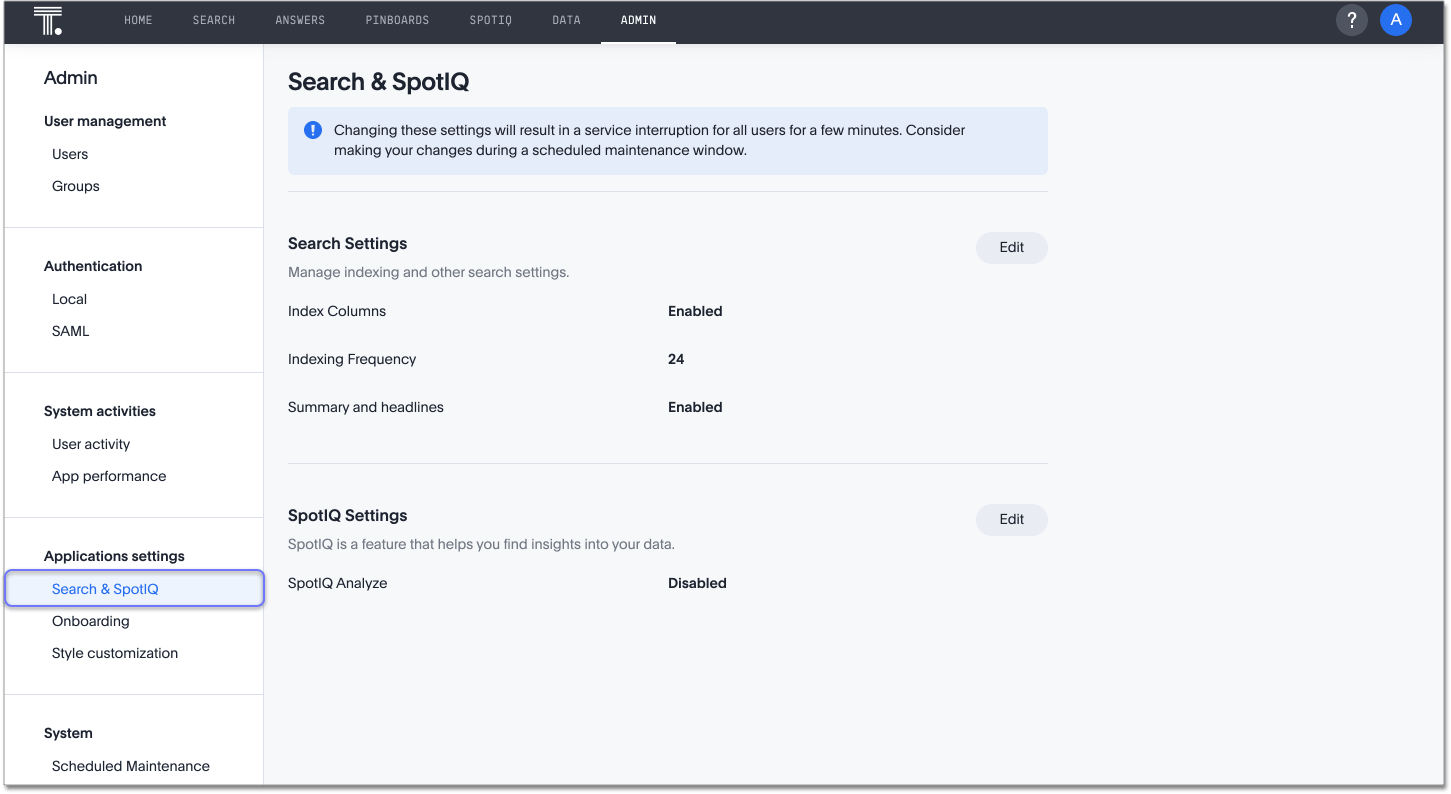 HOME SEARCH ANSWERS PINBOARDS SPOTIQ DATA ADMIN ? A
Admin
User management
Users
Groups
Authentication
Local
SAML
System activities
User activity
App performance
Applications settings
Search & SpotIQ
Onboarding
Style customization
System
Scheduled Maintenance
Search & SpotIQ
Changing these settings will result in a service interruption for all users for a few minutes. Consider
making your changes during a scheduled maintenance window.
Search Settings
Edit
Manage indexing and other search settings.
Index Columns Enabled
Indexing Frequency 24
Summary and headlines Enabled
SpotIQ Settings
Edit
SpotIQ is a feature that helps you find insights into your data.
SpotIQ Analyze Disabled